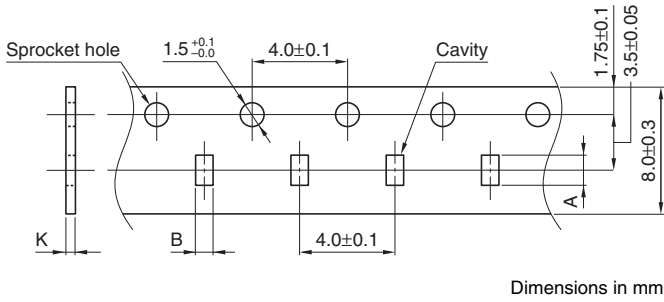 Sprocket hole
1.5 +0.1 −0.0
4.0±0.1
Cavity
1.75±0.1
3.5±0.05
8.0±0.3
A
K
B
4.0±0.1
Dimensions in mm